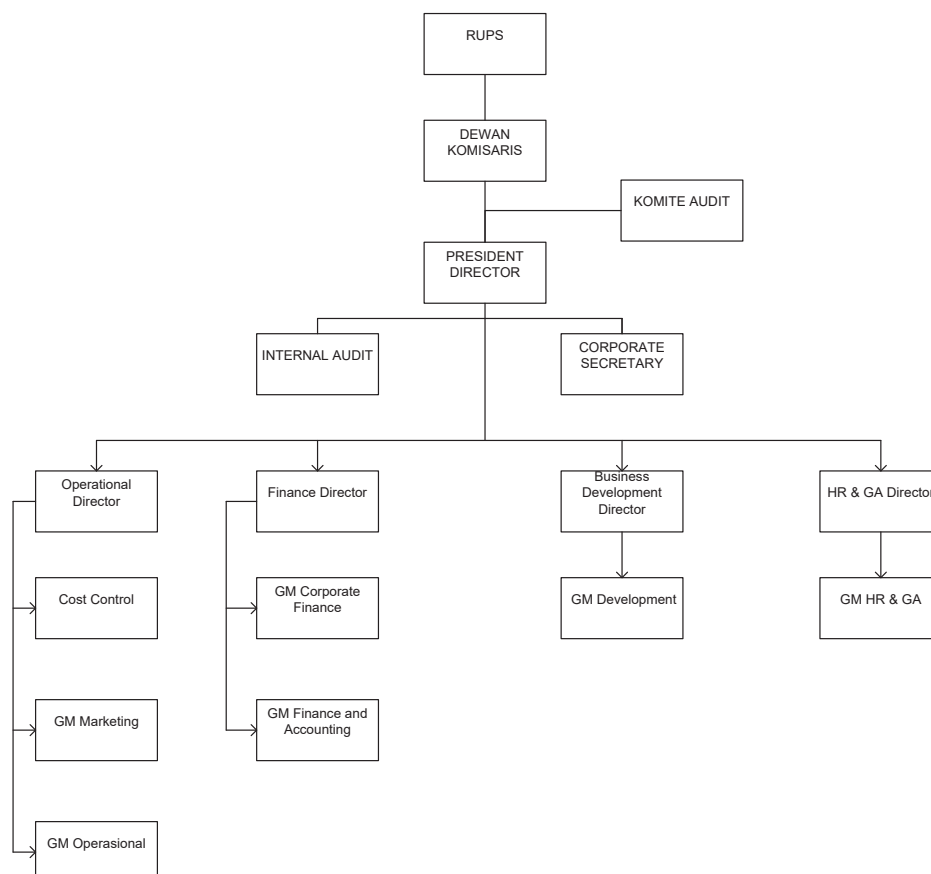 RUPS
DEWAN
KOMISARIS
KOMITE AUDIT
PRESIDENT
DIRECTOR
INTERNAL AUDIT
CORPORATE
SECRETARY
Operational
Director
Finance Director
Business
Development
Director
HR & GA Director
Cost Control
GM Corporate
Finance
GM Development
GM HR & GA
GM Marketing
GM Finance and
Accounting
GM Operasional